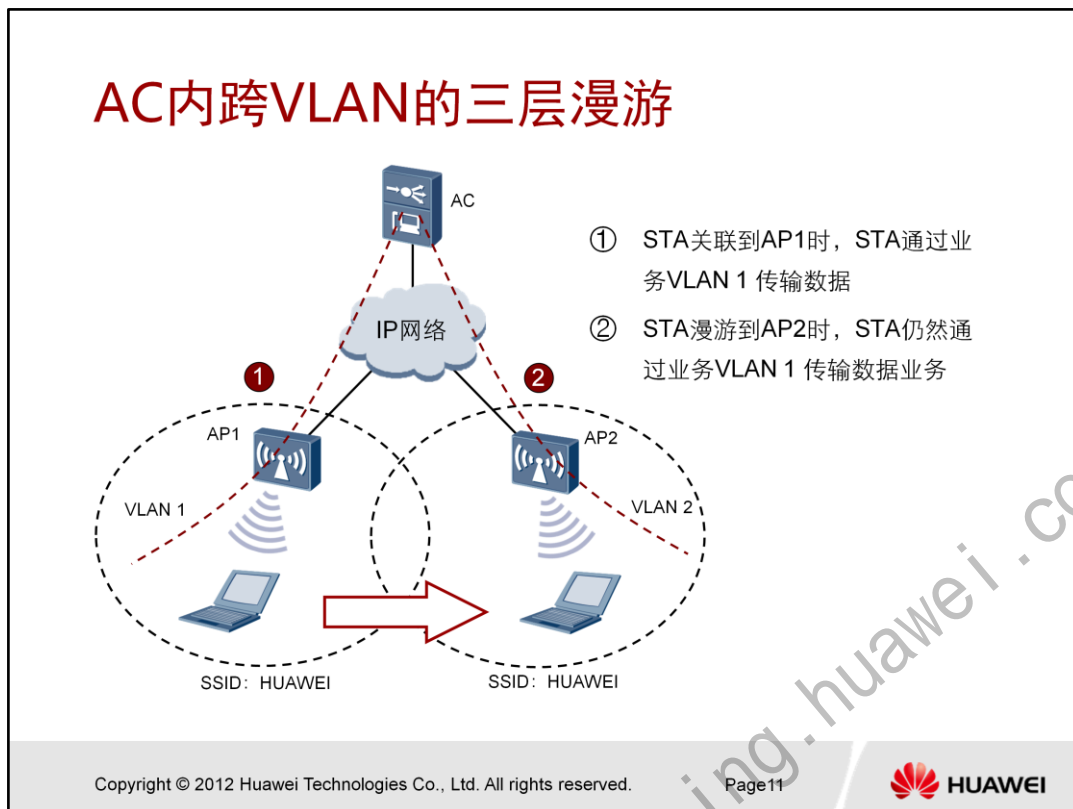 AC内跨VLAN的三层漫游
AC
① STA关联到AP1时，STA通过业
务VLAN 1 传输数据
② STA漫游到AP2时，STA仍然通
过业务VLAN 1 传输数据业务
IP网络
1
2
AP1
AP2
VLAN 1
VLAN 2
SSID：HUAWEI
SSID：HUAWEI
Copyright © 2012 Huawei Technologies Co., Ltd. All rights reserved.
Page11
HUAWEI
ing.huawei.co